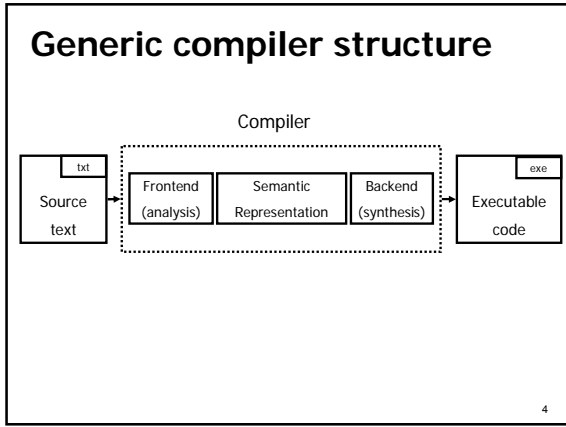 Generic compiler structure
Compiler
txt
Source
text
Frontend
(analysis)
Semantic
Representation
Backend
(synthesis)
exe
Executable
code
4